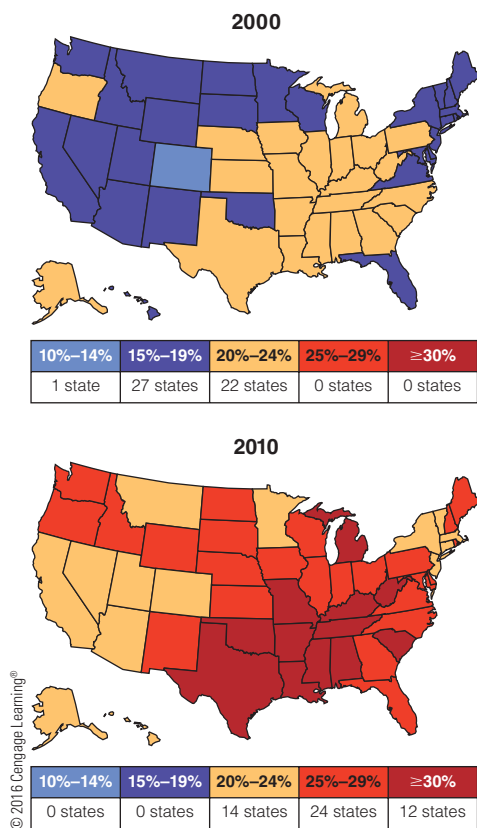 2000
10%–14% 15%–19% 20%–24% 25%–29% ≥30%
1 state 27 states 22 states 0 states 0 states
2010
10%–14% 15%–19% 20%–24% 25%–29% ≥30%
0 states 0 states 14 states 24 states 12 states
© 2016 Cengage Learning®